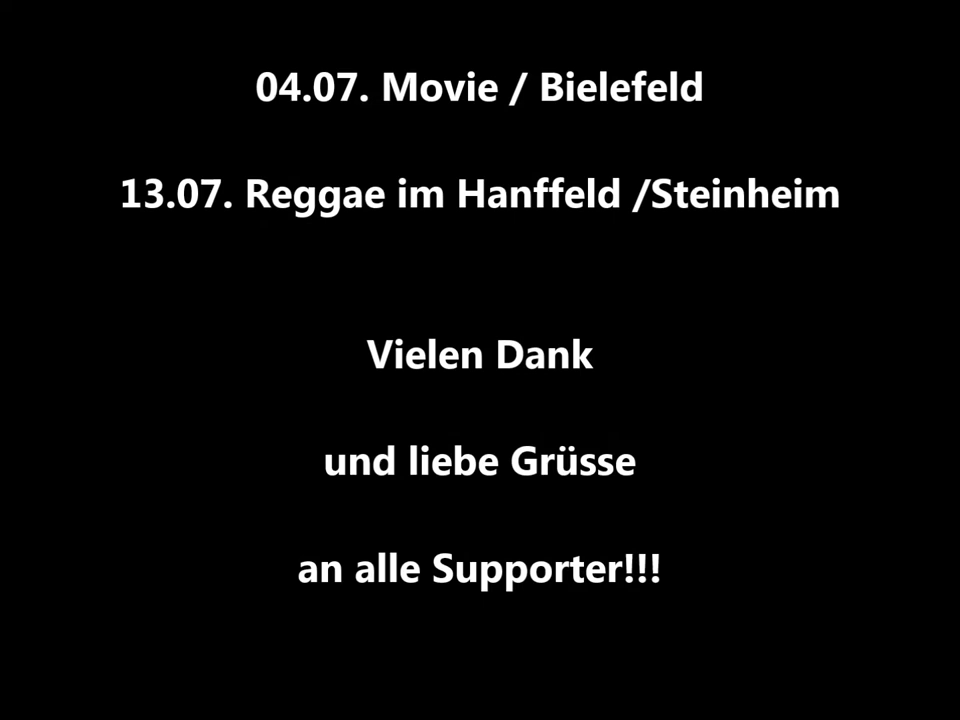 04.07. Movie / Bielefeld
13.07. Reggae im Hanffeld /Steinheim
Vielen Dank
und liebe Grüsse
an alle Supporter!!!